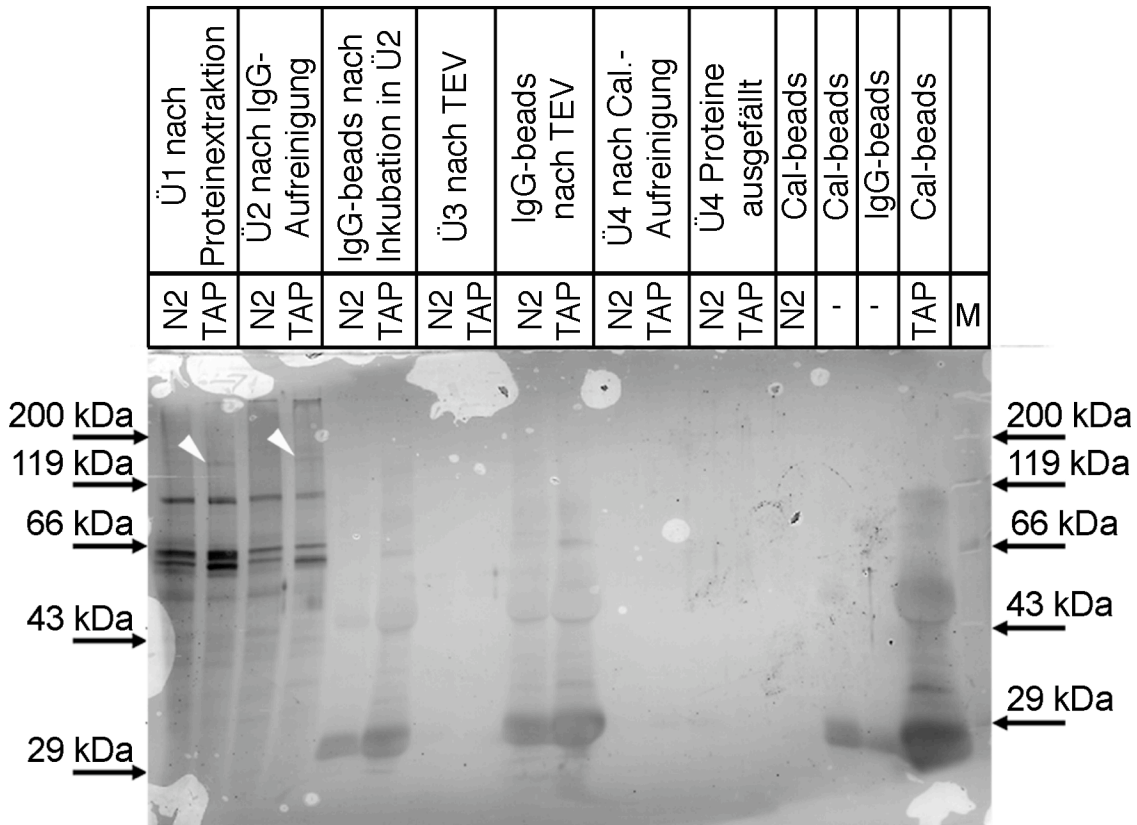 Ü1 nach
Proteinextraktion
Ü2 nach IgG-
Aufreinigung
IgG-beads nach
Inkubation in Ü2
Ü3 nach TEV
IgG-beads
nach TEV
Ü4 nach Cal.-
Aufreinigung
Ü4 Proteine
ausgefällt
Cal-beads
Cal-beads
IgG-beads
Cal-beads
N2
TAP
N2
TAP
N2
TAP
N2
TAP
N2
TAP
N2
TAP
N2
TAP
N2
-
-
TAP
M
200 kDa
119 kDa
66 kDa
43 kDa
29 kDa
200 kDa
119 kDa
66 kDa
43 kDa
29 kDa